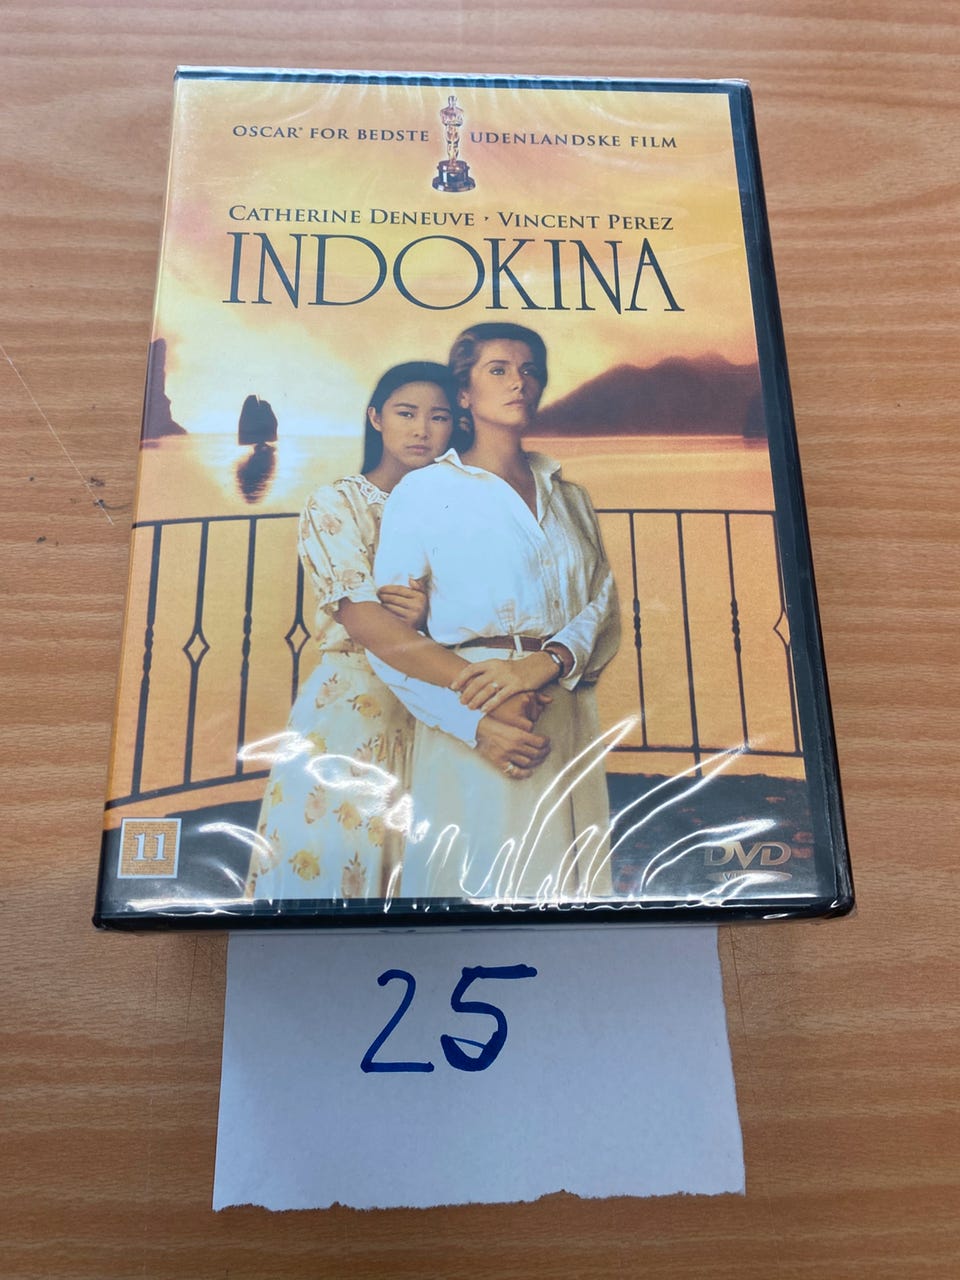 OSCAR® FOR BEDSTE UDENLANDSKE FILM
CATHERINE DENEUVE · VINCENT PEREZ
INDOKINA
11
DVD
25